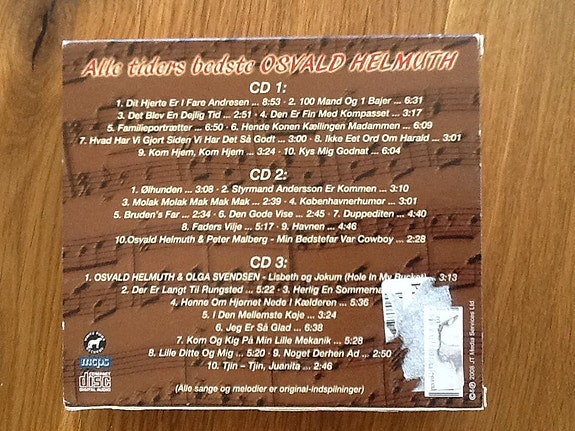 Alle tiders bedste OSVALD HELMUTH
CD 1:
1. Dit Hjerte Er I Fare Andresen ... 8:53 - 2. 100 Mand Og 1 Bajer ... 6:31
3. Det Blev En Dejlig Tid ... 2:51 - 4. Den Er Fin Med Kompasset ... 3:17
5. Familieportrætter ... 6:50 - 6. Hende Konen Kællingen Madammen ... 6:09
7. Hvad Har Vi Gjort Siden Vi Har Det Så Godt ... 3:00 - 8. Ikke Eet Ord Om Harald ... 3:01
9. Kom Hjem, Kom Hjem ... 3:24 - 10. Kys Mig Godnat ... 6:04
CD 2:
1. Ølhunden ... 3:08 - 2. Styrmand Andersson Er Kommen ... 3:10
3. Molak Molak Mak Mak Mak ... 2:39 - 4. Københavnerhumor ... 3:01
5. Bruden's Far ... 2:34 - 6. Den Gode Vise ... 2:45 - 7. Duppediten ... 4:40
8. Faders Vilje ... 5:17 - 9. Havnen ... 4:46
10.Osvald Helmuth & Peter Malberg - Min Bedstefar Var Cowboy ... 2:28
CD 3:
1. OSVALD HELMUTH & OLGA SVENDSEN - Lisbeth og Jokum (Hole In My Bucket) ... 3:13
2. Der Er Langt Til Rungsted ... 5:22 - 3. Herlig En Sommerna
4. Henne Om Hjørnet Nede I Kælderen ... 5:36
5. I Den Mellemste Køje ... 3:24
6. Jeg Er Så Glad ... 6:38
7. Kom Og Kig På Min Lille Mekanik ... 5:28
8. Lille Ditte Og Mig ... 5:20 - 9. Noget Derhen Ad ... 2:50
10. Tjin – Tjin, Juanita ... 2:46
(Alle sange og melodier er original-indspilninger)
mcps
COMPACT
disc
DIGITAL AUDIO
©&℗ 2008 JT Media Services Ltd